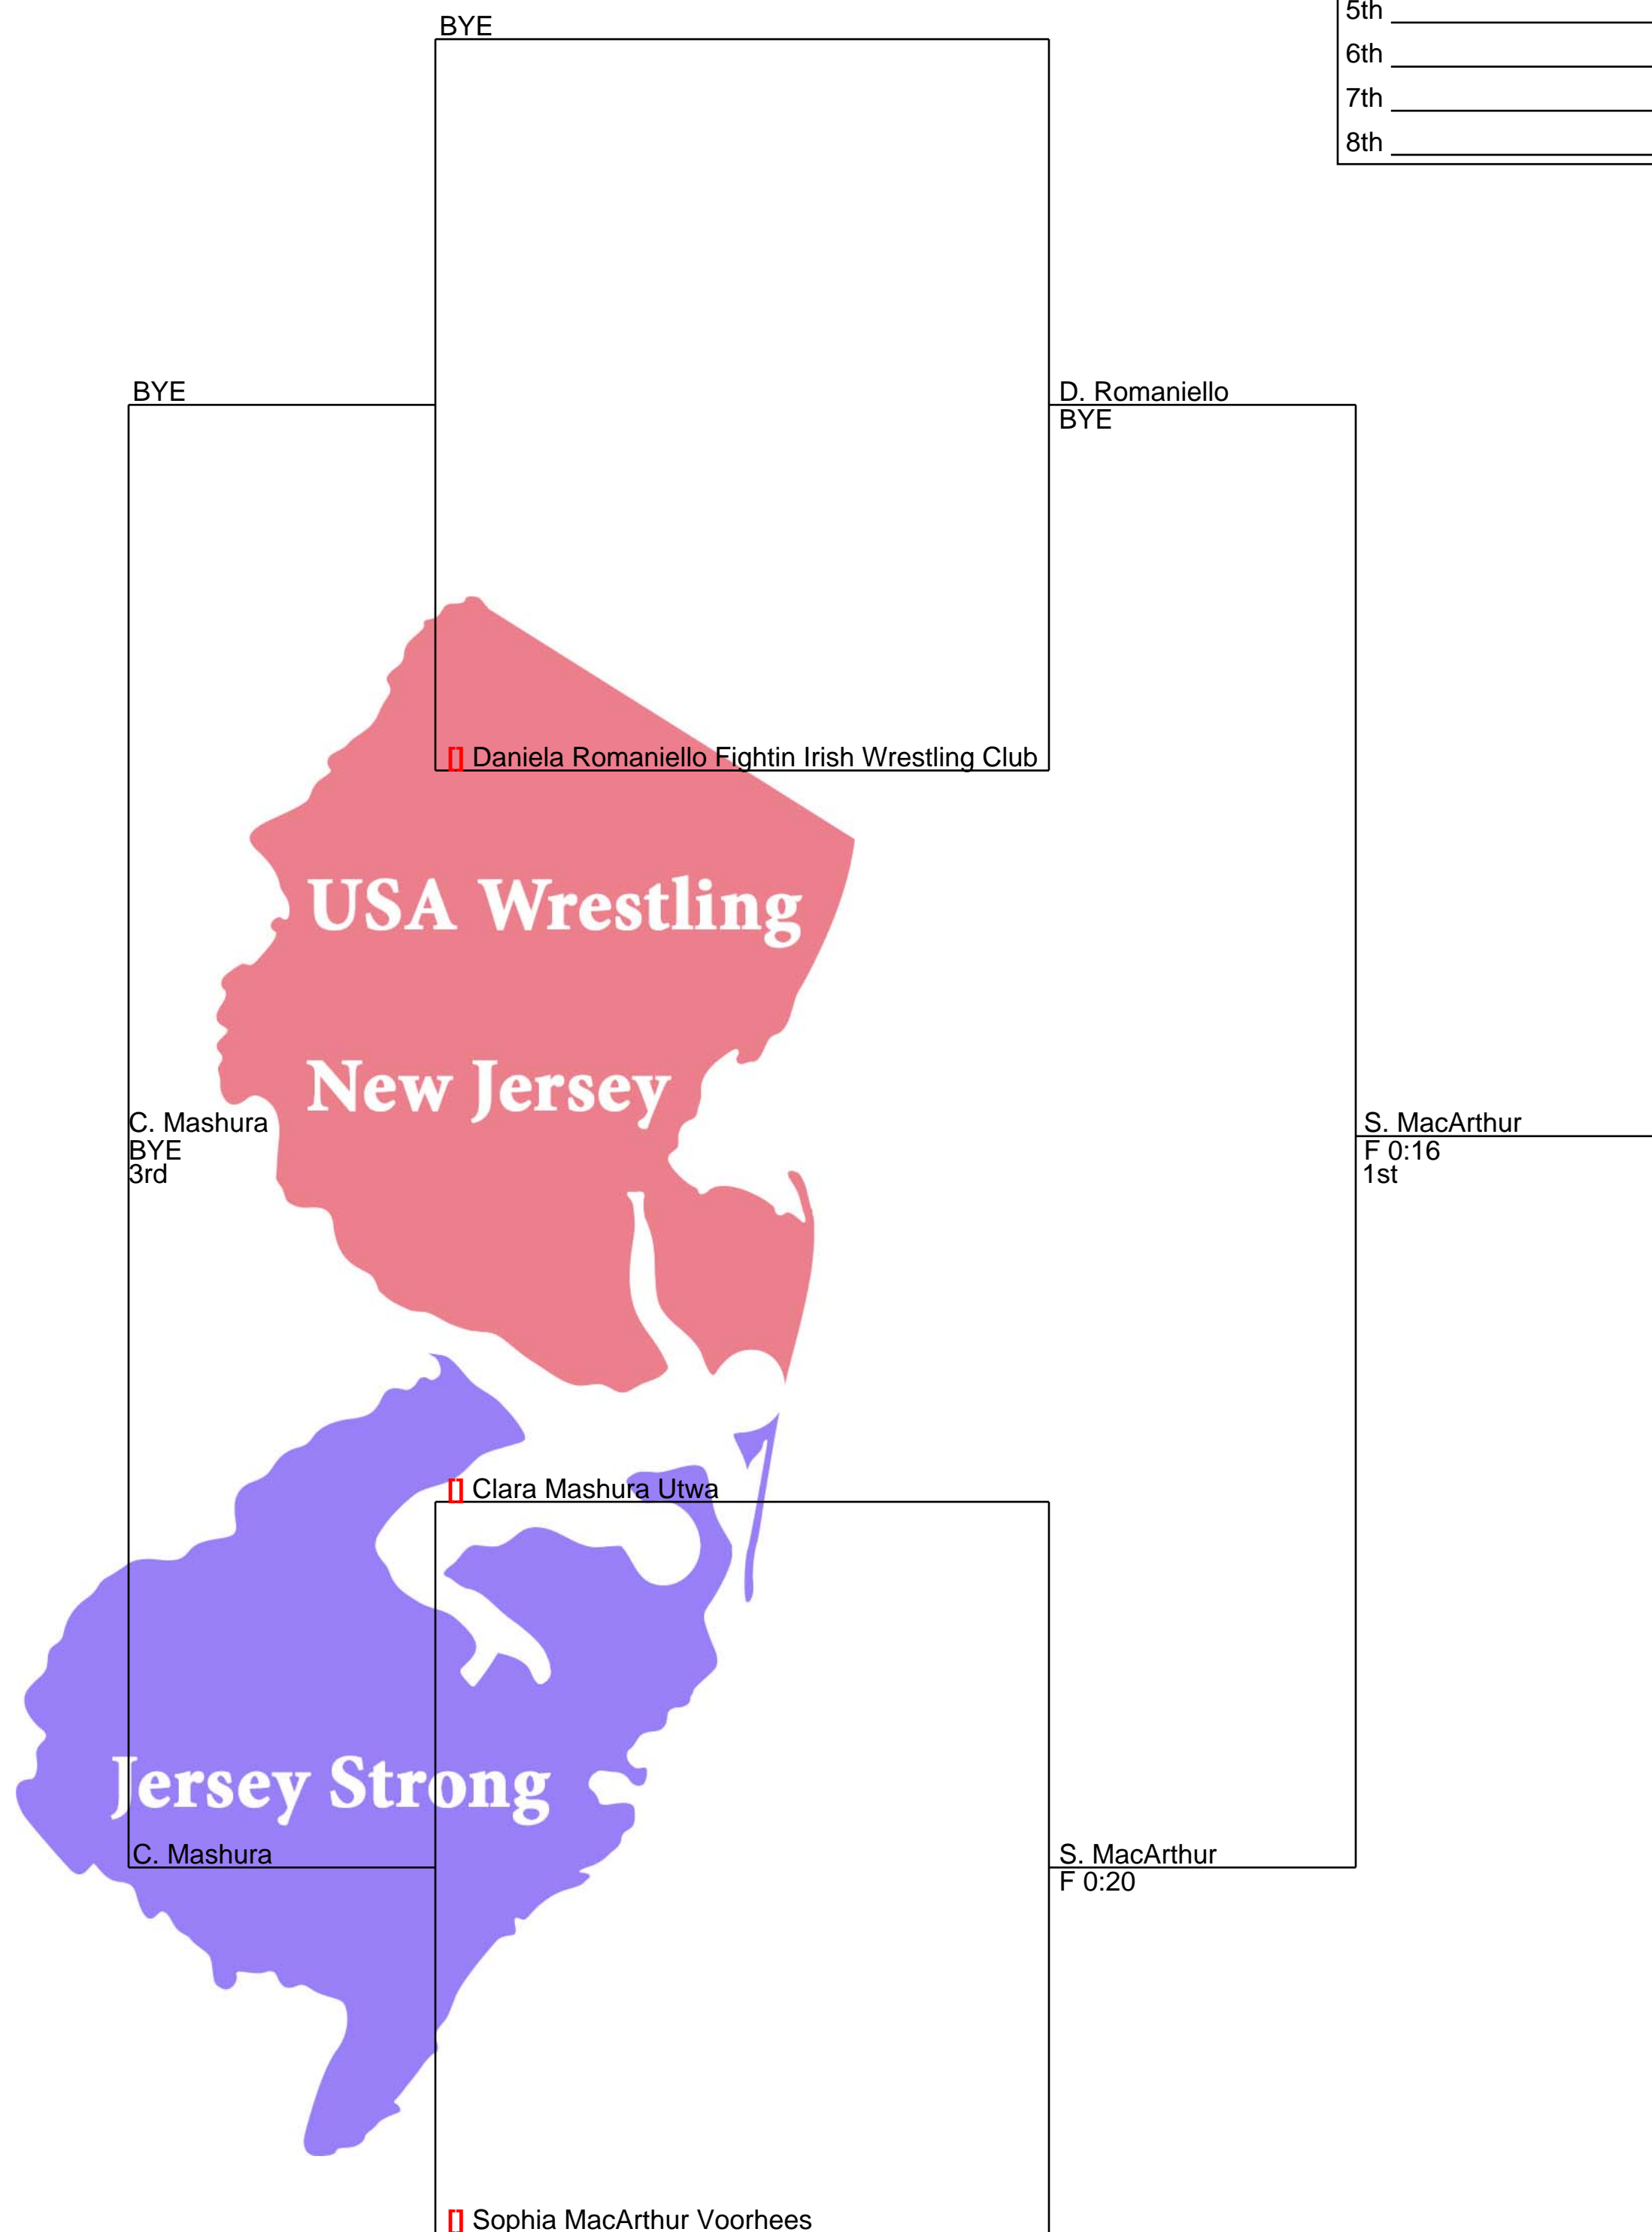 5th
BYE
6th
7th
8th
BYE
D. Romaniello
BYE
[] Daniela Romaniello Fightin Irish Wrestling Club
USA Wrestling
New Jersey
C. Mashura
BYE
3rd
S. MacArthur
F 0:16
1st
[] Clara Mashura Utwa
Jersey Strong
C. Mashura
S. MacArthur
F 0:20
[] Sophia MacArthur Voorhees